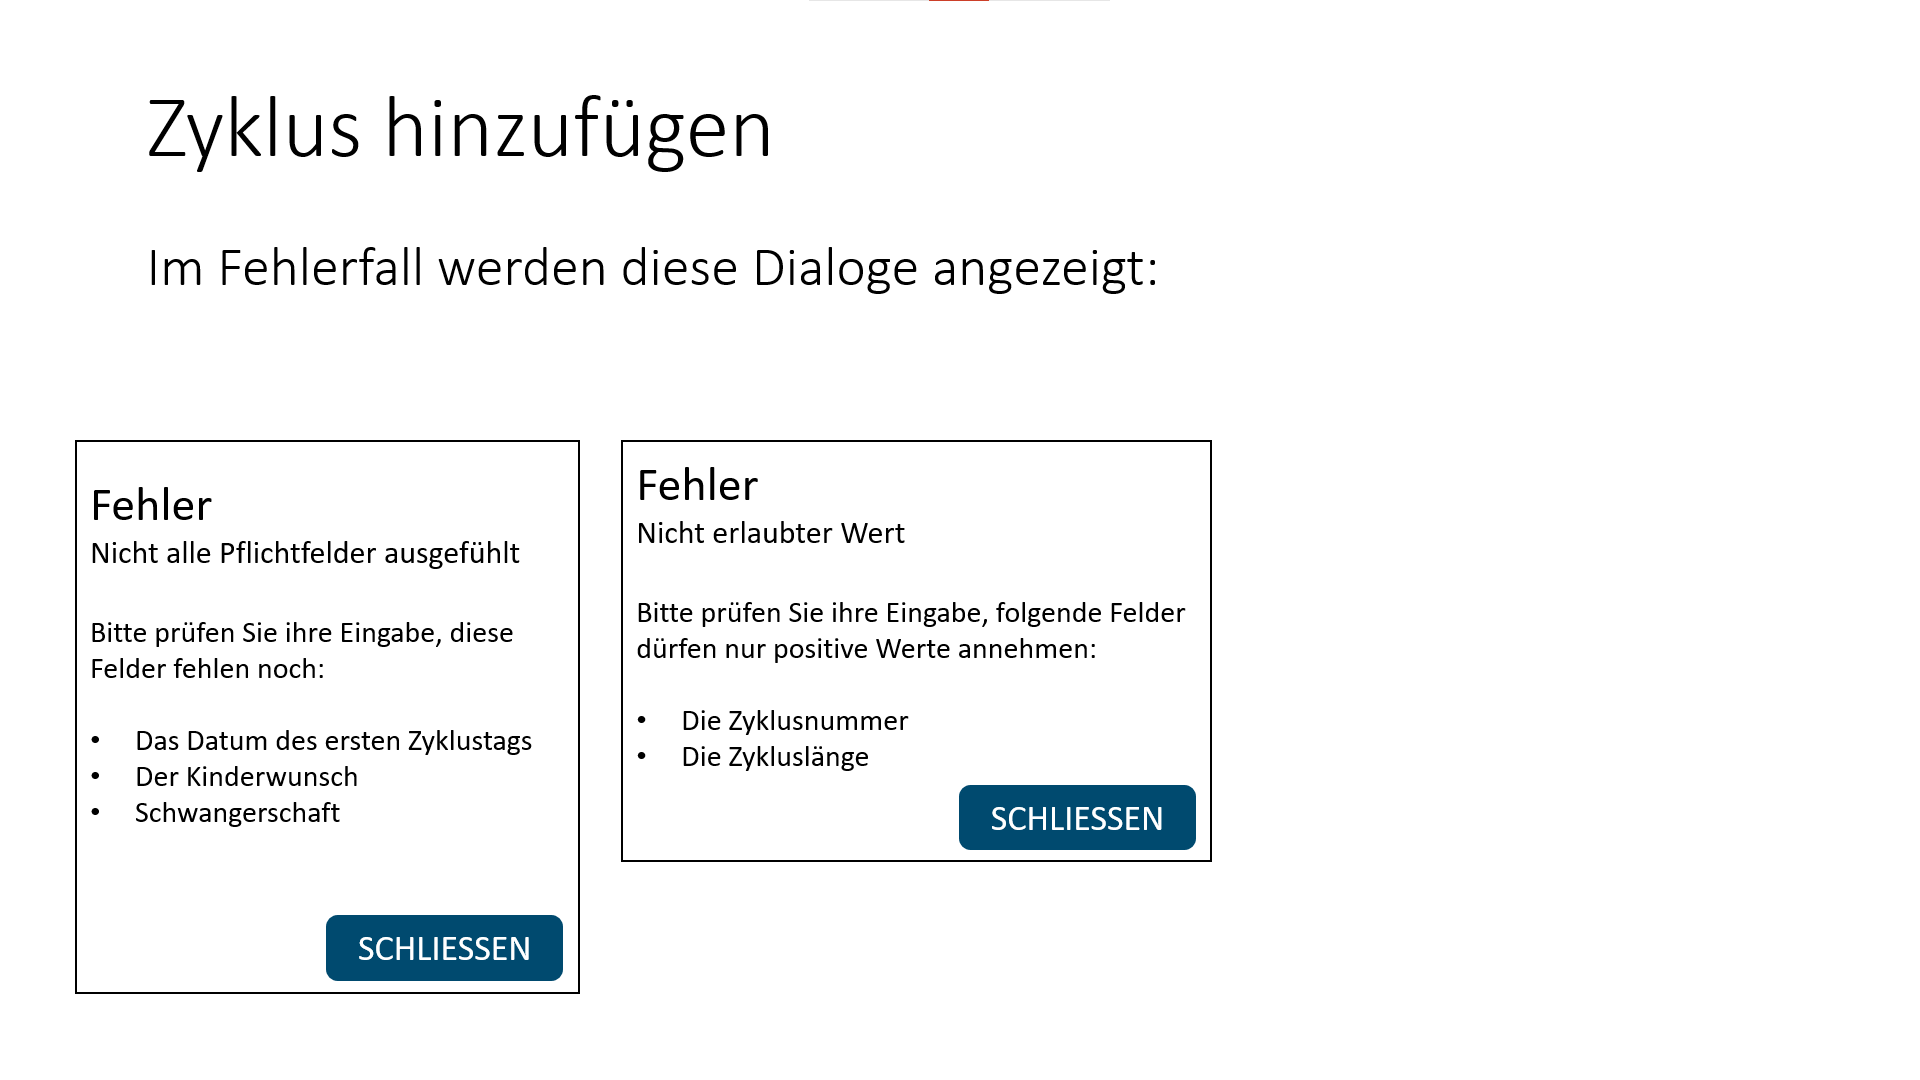 Zyklus hinzufügen
Im Fehlerfall werden diese Dialoge angezeigt:
Fehler
Nicht alle Pflichtfelder ausgefühlt
Bitte prüfen Sie ihre Eingabe, diese
Felder fehlen noch:
• Das Datum des ersten Zyklustags
• Der Kinderwunsch
• Schwangerschaft
SCHLIESSEN
Fehler
Nicht erlaubter Wert
Bitte prüfen Sie ihre Eingabe, folgende Felder
dürfen nur positive Werte annehmen:
• Die Zyklusnummer
• Die Zykluslänge
SCHLIESSEN